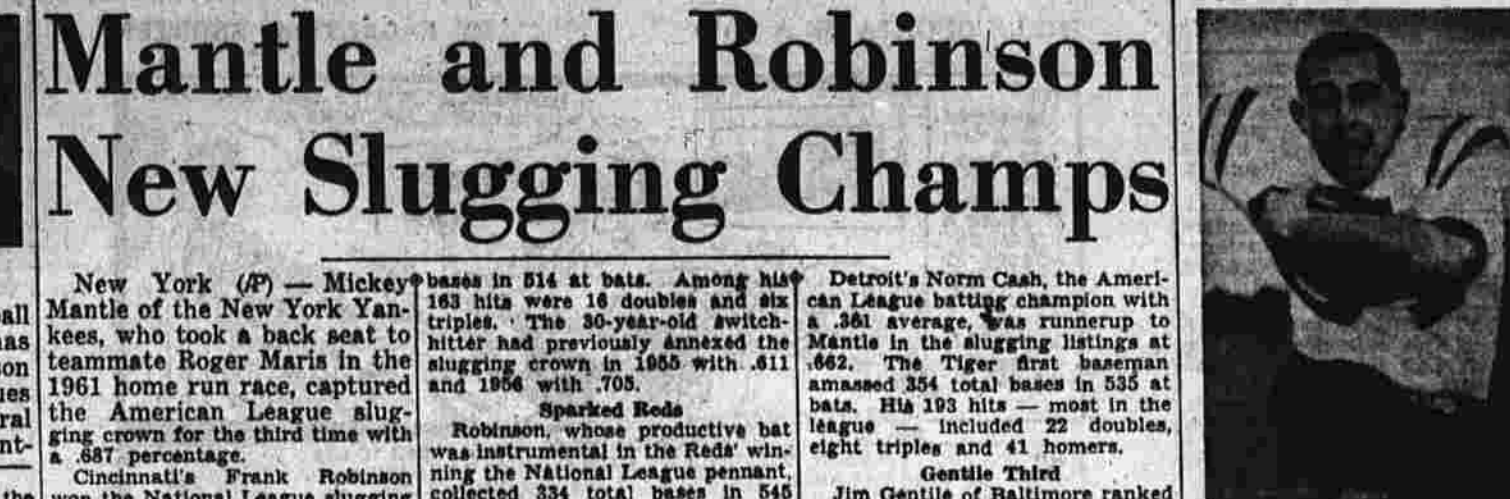 Mantle and Robinson
New Slugging Champs
New York (AP) — Mickey
Mantle of the New York Yan-
kees, who took a back seat to
teammate Roger Maris in the
1961 home run race, captured
the American League slug-
ging crown for the third time with
a .687 percentage.
Cincinnati's Frank Robinson
won the National League slugging
bases in 514 at bats. Among his
163 hits were 16 doubles and six
triples. The 30-year-old switch-
hitter had previously annexed the
slugging crown in 1955 with .611
and 1956 with .705.
Sparked Reds
Robinson, whose productive bat
was instrumental in the Reds' win-
ning the National League pennant,
collected 334 total bases in 545
Detroit's Norm Cash, the Ameri-
can League batting champion with
a .361 average, was runnerup to
Mantle in the slugging listings at
.662. The Tiger first baseman
amassed 354 total bases in 535 at
bats. His 193 hits — most in the
league — included 22 doubles,
eight triples and 41 homers.
Gentile Third
Jim Gentile of Baltimore ranked